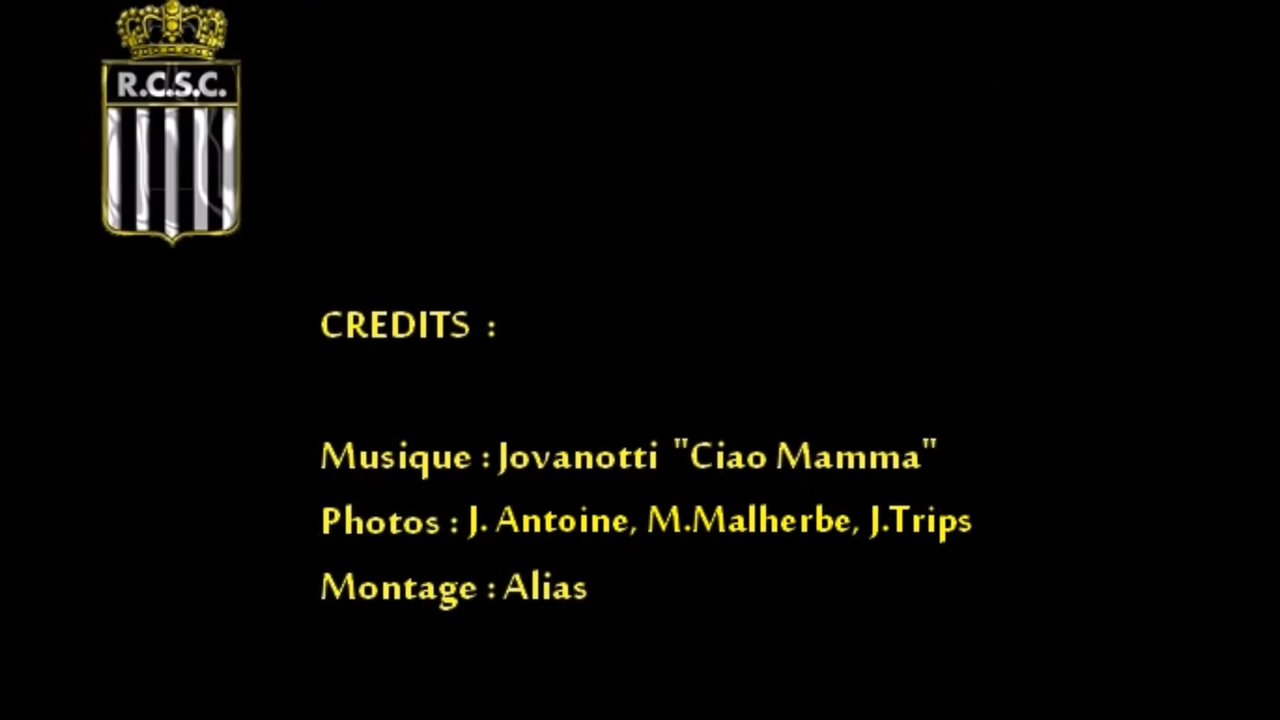 R.C.S.C.
CREDITS :
Musique : Jovanotti "Ciao Mamma"
Photos : J. Antoine, M.Malherbe, J.Trips
Montage : Alias